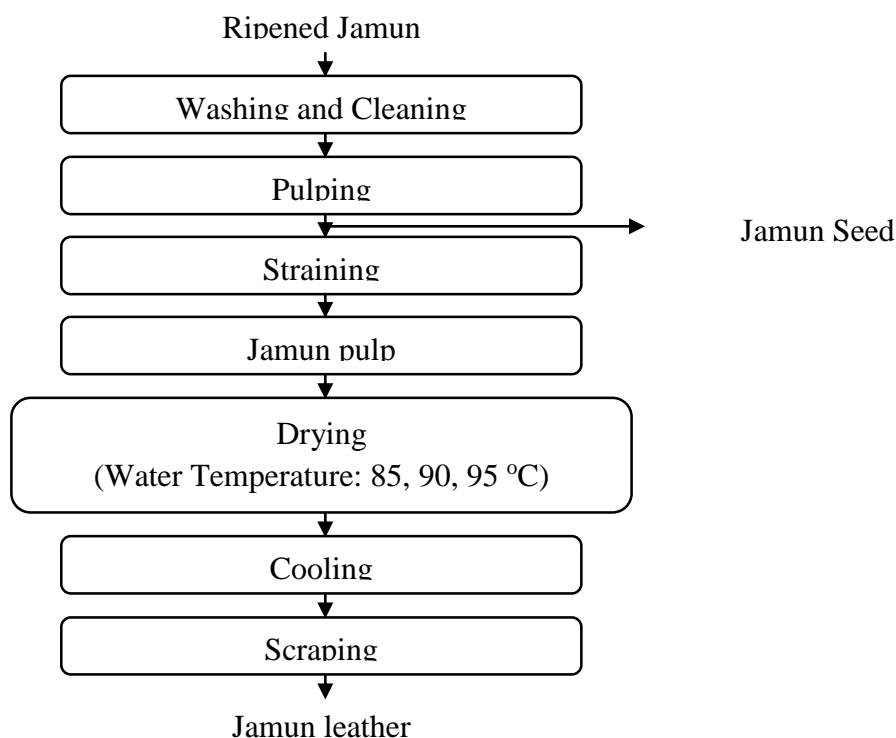 Ripened Jamun
Washing and Cleaning
Pulping
Jamun Seed
Straining
Jamun pulp
Drying
(Water Temperature: 85, 90, 95 °C)
Cooling
Scraping
Jamun leather